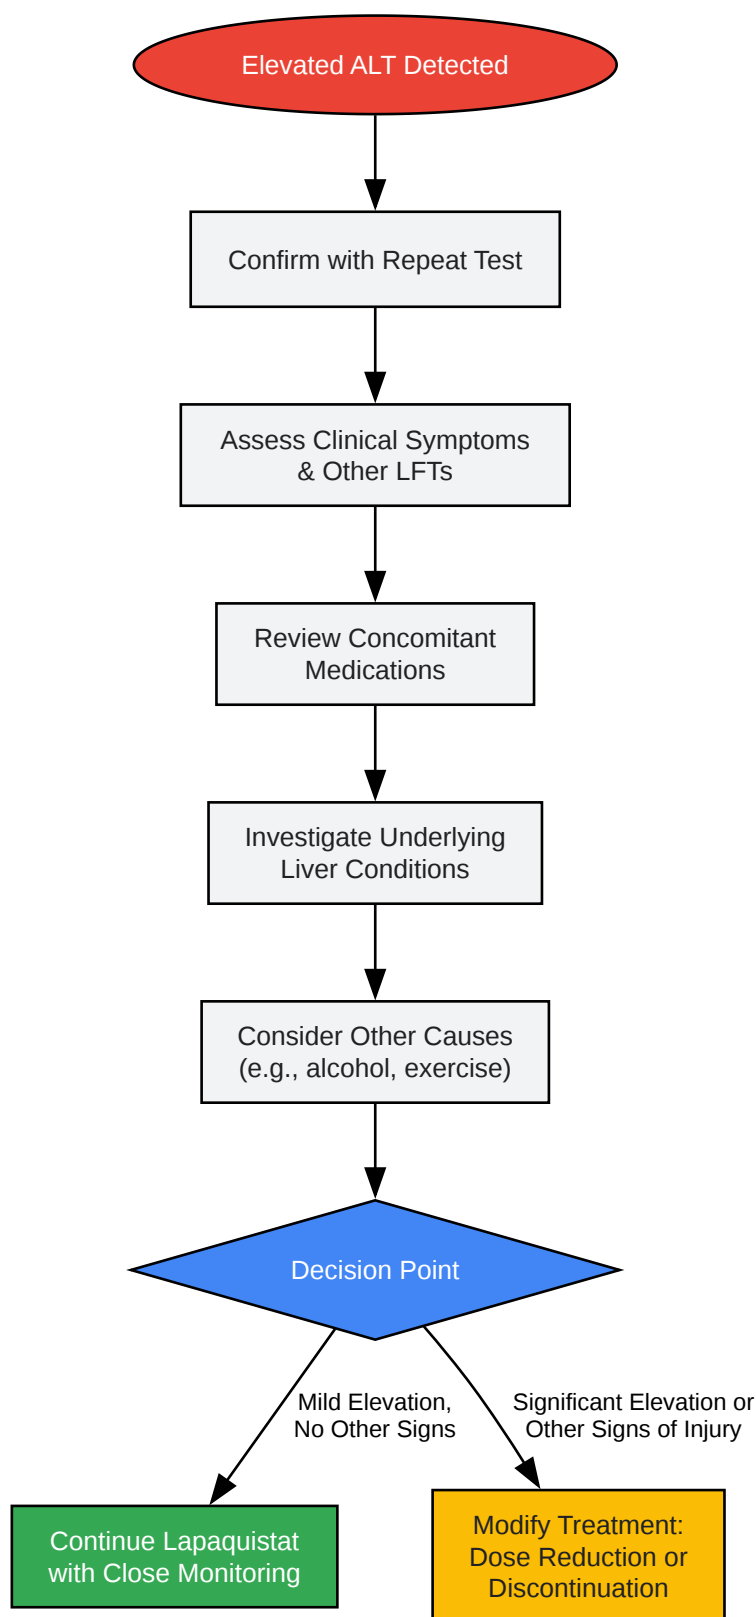 Elevated ALT Detected
Confirm with Repeat Test
Assess Clinical Symptoms
& Other LFTs
Review Concomitant
Medications
Investigate Underlying
Liver Conditions
Consider Other Causes
(e.g., alcohol, exercise)
Decision Point
Mild Elevation,
No Other Signs
Significant Elevation or
Other Signs of Injury
Continue Lapaquistat
with Close Monitoring
Modify Treatment:
Dose Reduction or
Discontinuation